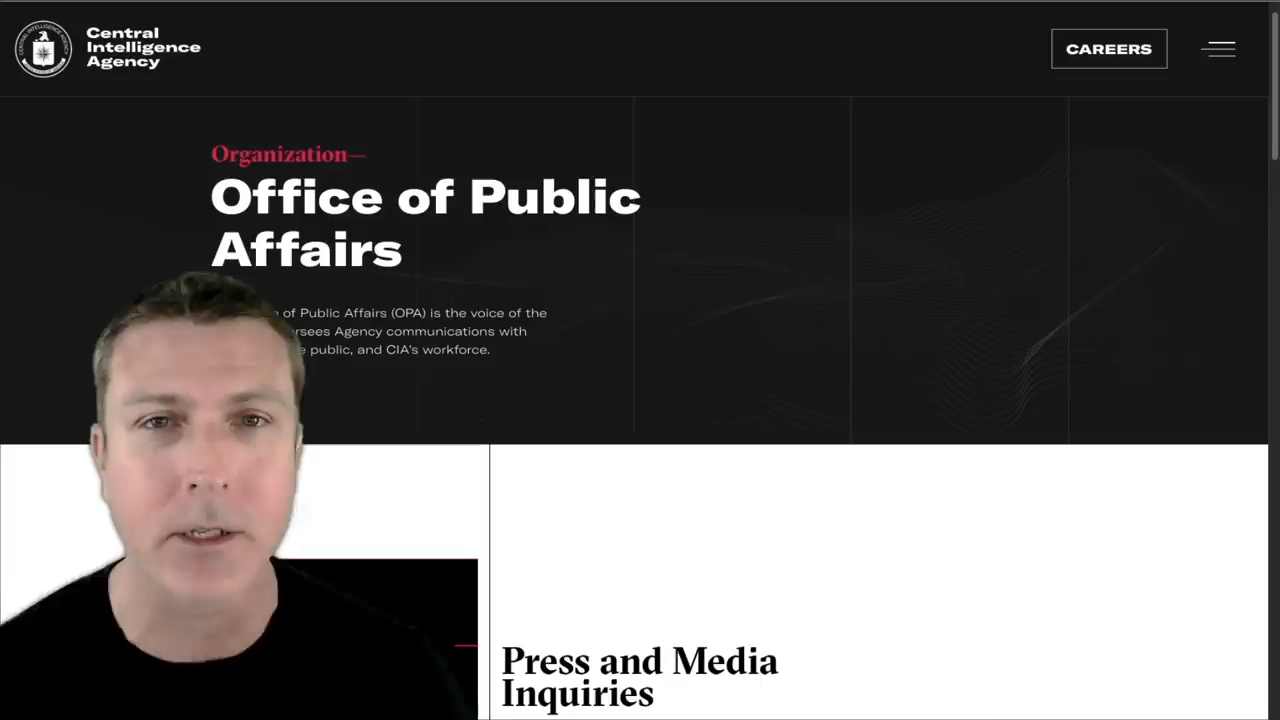 Central
Intelligence
Agency
CAREERS
Organization—
Office of Public
Affairs
of Public Affairs (OPA) is the voice of the
Agency communications with
public, and CIA's workforce.
Press and Media
Inquiries